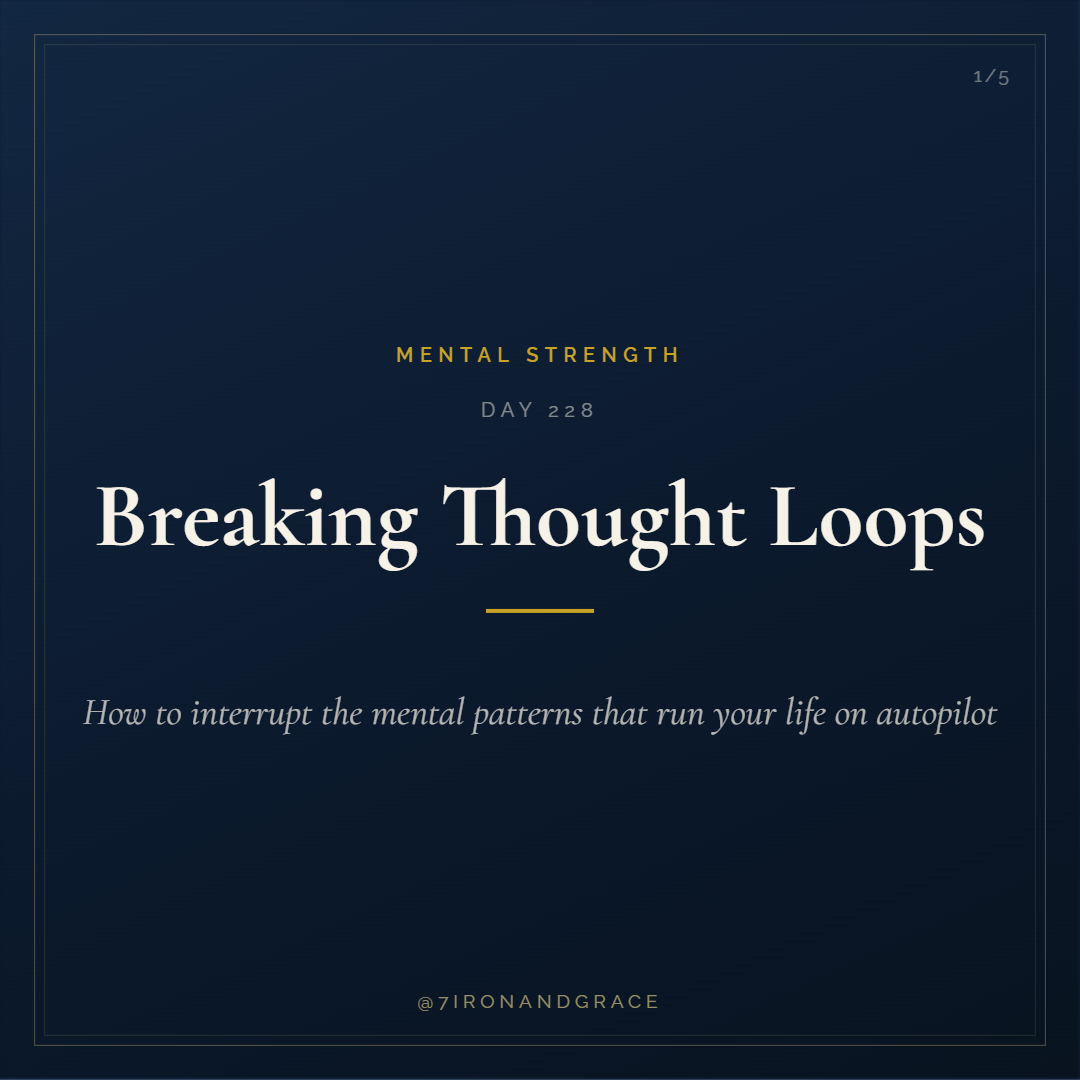 1/5
MENTAL STRENGTH
DAY 228
Breaking Thought Loops
How to interrupt the mental patterns that run your life on autopilot
@7IRONANDGRACE